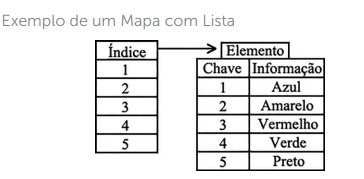 Exemplo de um Mapa com Lista
Índice
1
2
3
4
5
Elemento
Chave Informação
1 Azul
2 Amarelo
3 Vermelho
4 Verde
5 Preto